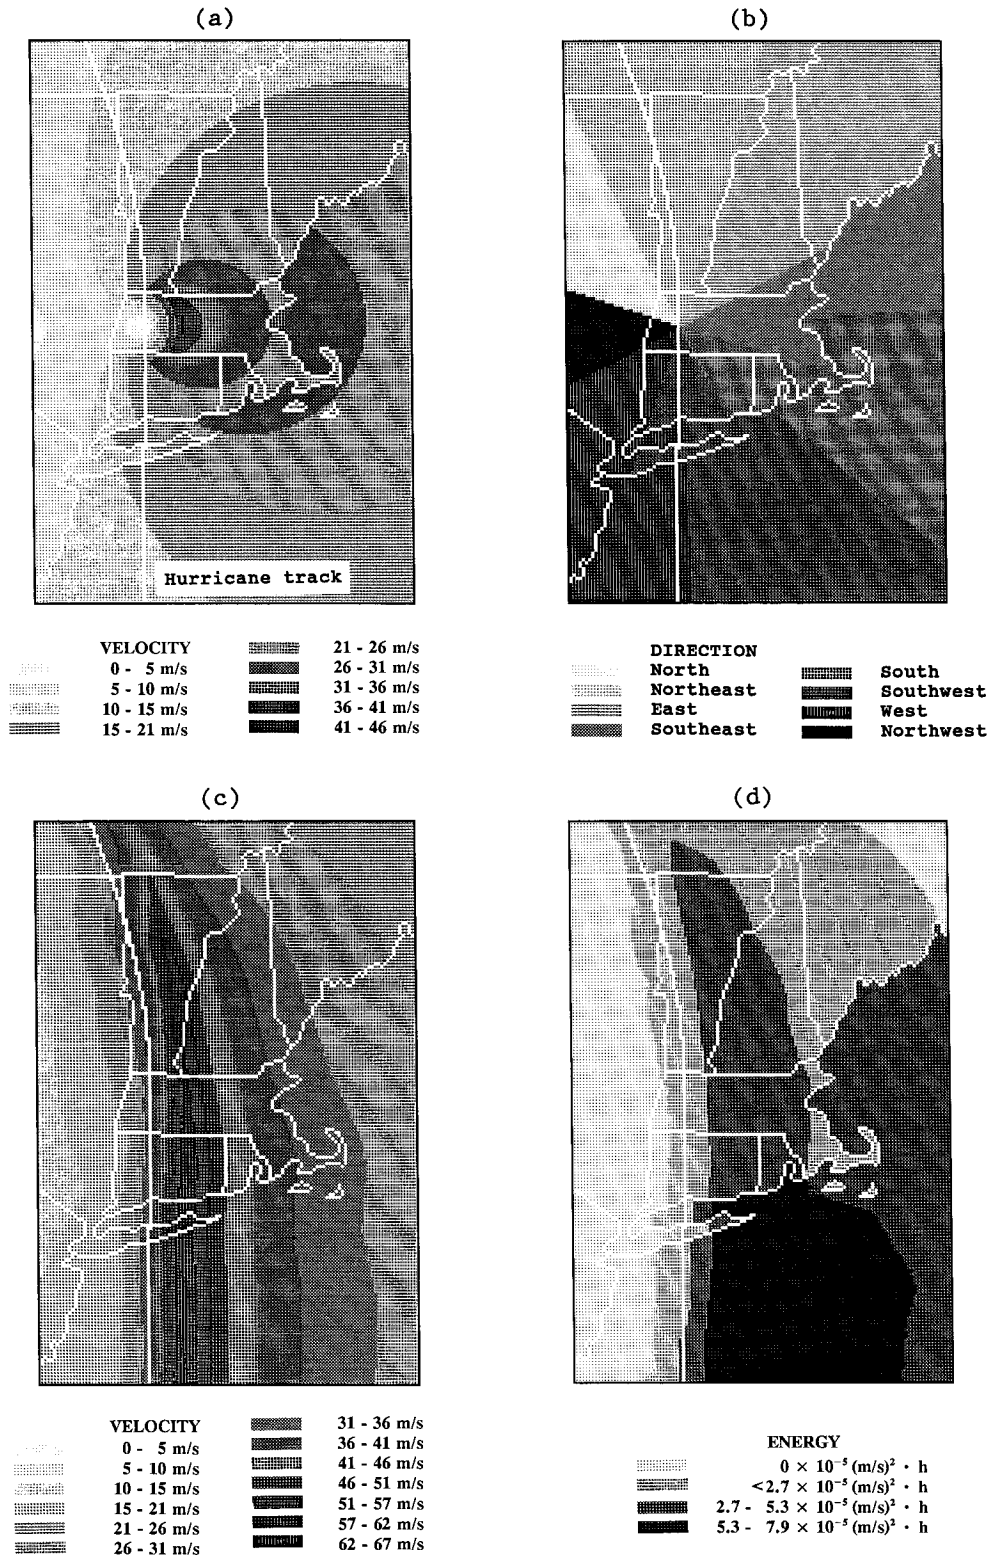 (a)
(b)
Hurricane track
VELOCITY
0 - 5 m/s
5 - 10 m/s
10 - 15 m/s
15 - 21 m/s
21 - 26 m/s
26 - 31 m/s
31 - 36 m/s
36 - 41 m/s
41 - 46 m/s
DIRECTION
North
Northeast
East
Southeast
South
Southwest
West
Northwest
(c)
(d)
VELOCITY
0 - 5 m/s
5 - 10 m/s
10 - 15 m/s
15 - 21 m/s
21 - 26 m/s
26 - 31 m/s
31 - 36 m/s
36 - 41 m/s
41 - 46 m/s
46 - 51 m/s
51 - 57 m/s
57 - 62 m/s
62 - 67 m/s
ENERGY
0 × 10⁻⁵ (m/s)² · h
<2.7 × 10⁻⁵ (m/s)² · h
2.7 - 5.3 × 10⁻⁵ (m/s)² · h
5.3 - 7.9 × 10⁻⁵ (m/s)² · h